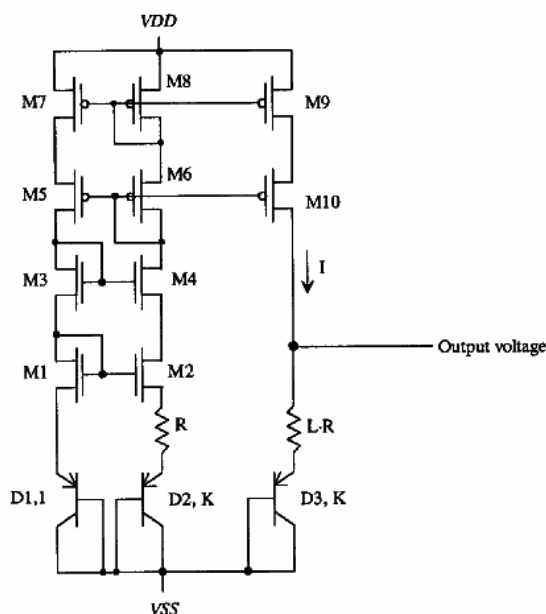 VDD
M7
M8
M9
M5
M6
M10
M3
M4
I
Output voltage
M1
M2
R
L·R
D1,1
D2, K
D3, K
VSS